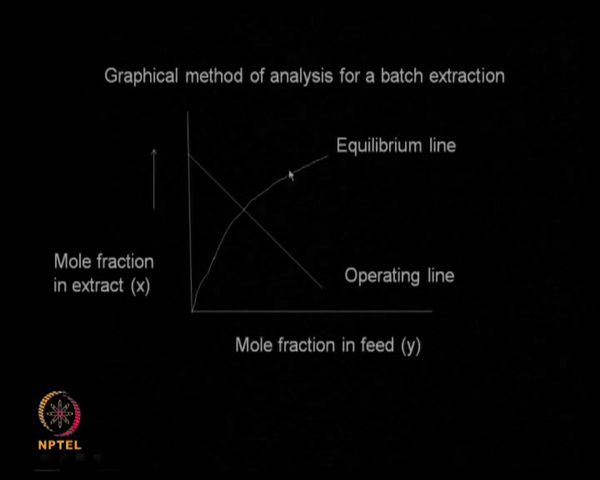 Graphical method of analysis for a batch extraction
Equilibrium line
Mole fraction
in extract (x)
Operating line
Mole fraction in feed (y)
NPTEL